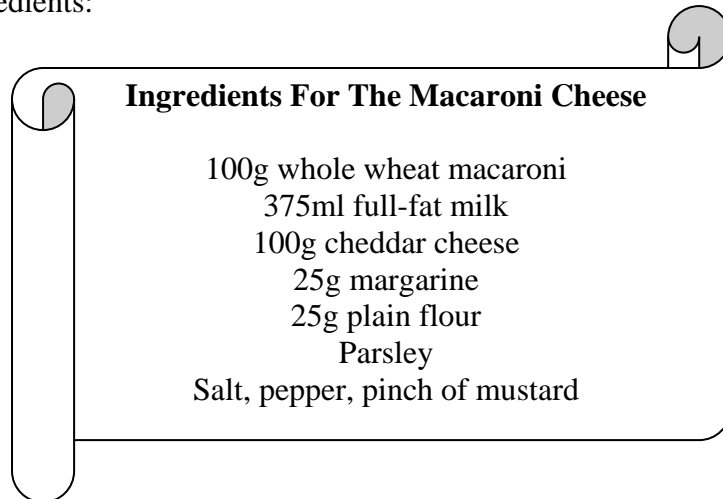 Ingredients For The Macaroni Cheese
100g whole wheat macaroni
375ml full-fat milk
100g cheddar cheese
25g margarine
25g plain flour
Parsley
Salt, pepper, pinch of mustard